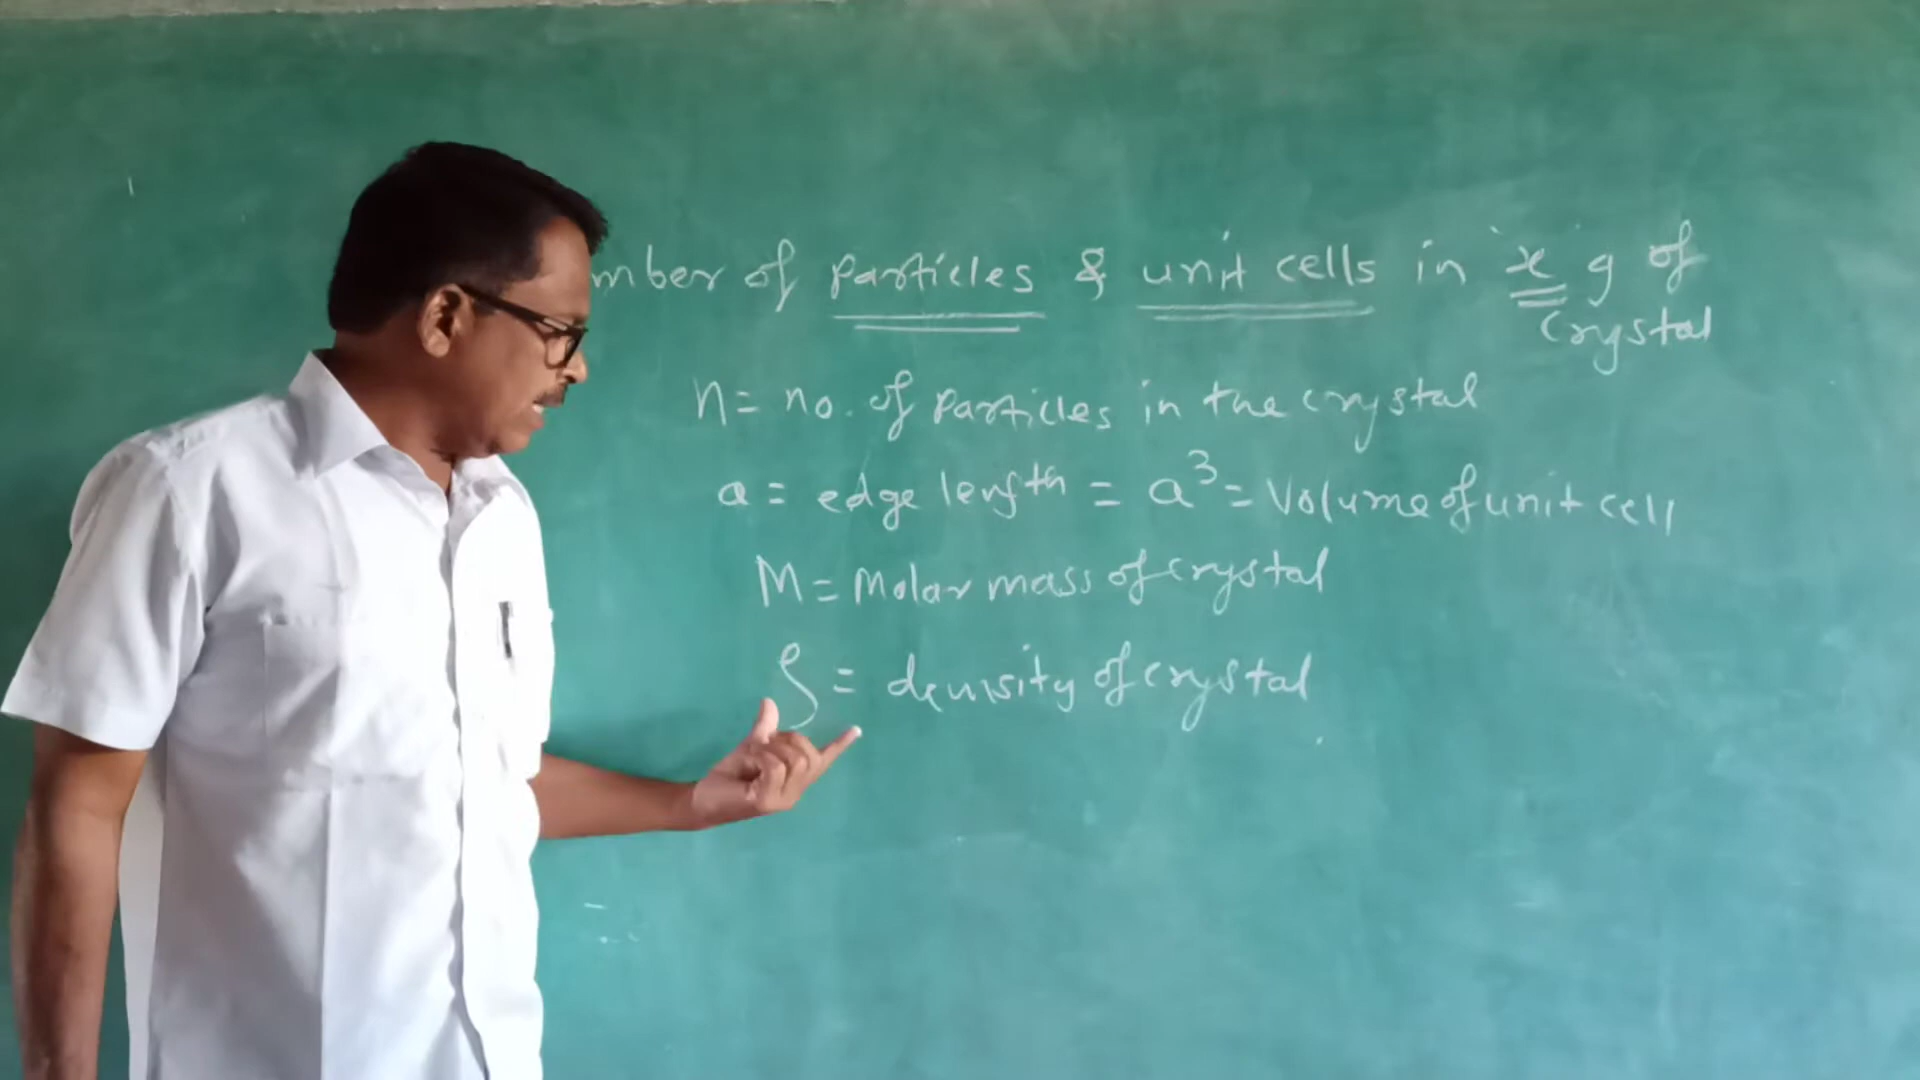 mber of particles & unit cells in 'x' g of
crystal
n = no. of particles in the crystal
a = edge length = a³ = Volume of unit cell
M = Molar mass of crystal
ρ = density of crystal